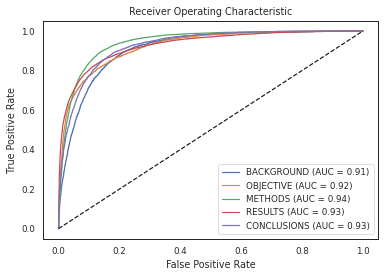 Receiver Operating Characteristic
True Positive Rate
1.0
0.8
0.6
0.4
0.2
0.0
BACKGROUND (AUC = 0.91)
OBJECTIVE (AUC = 0.92)
METHODS (AUC = 0.94)
RESULTS (AUC = 0.93)
CONCLUSIONS (AUC = 0.93)
0.0 0.2 0.4 0.6 0.8 1.0
False Positive Rate